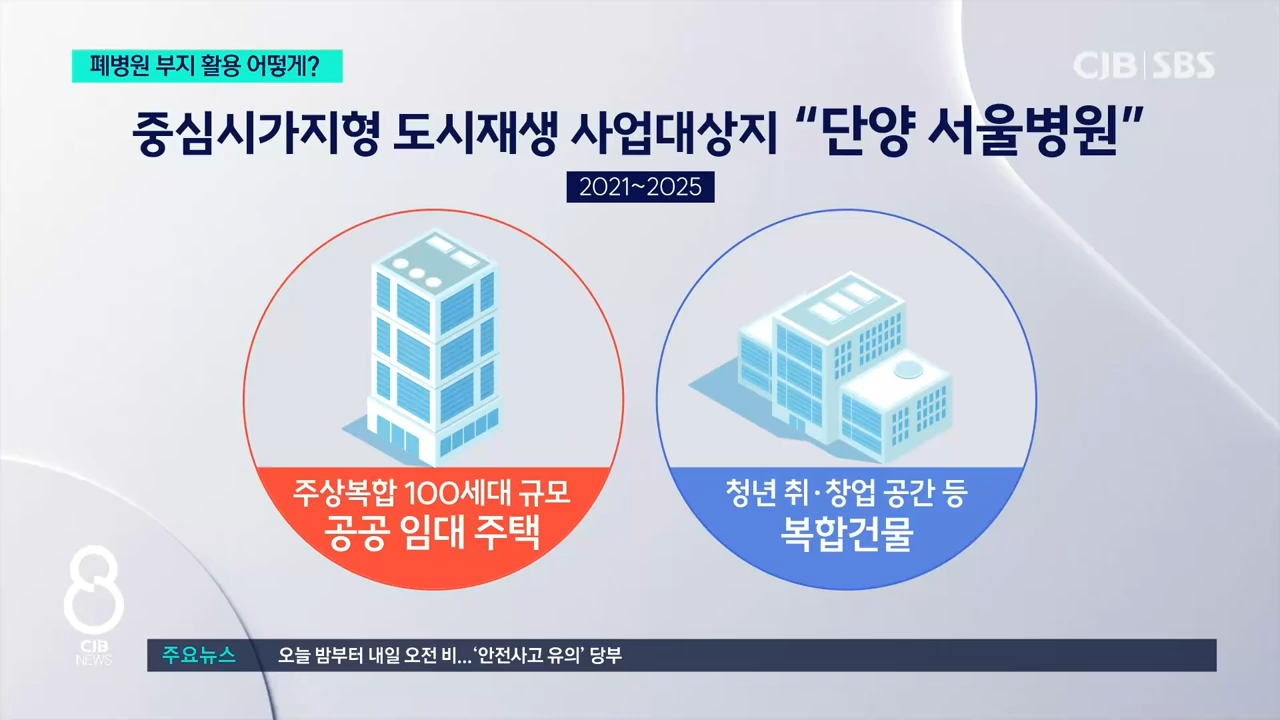 폐병원 부지 활용 어떻게?
CJB SBS
중심시가지형 도시재생 사업대상지 “단양 서울병원”
2021~2025
주상복합 100세대 규모
공공 임대 주택
청년 취·창업 공간 등
복합건물
8
CJB
NEWS
주요뉴스 오늘 밤부터 내일 오전 비...‘안전사고 유의’ 당부